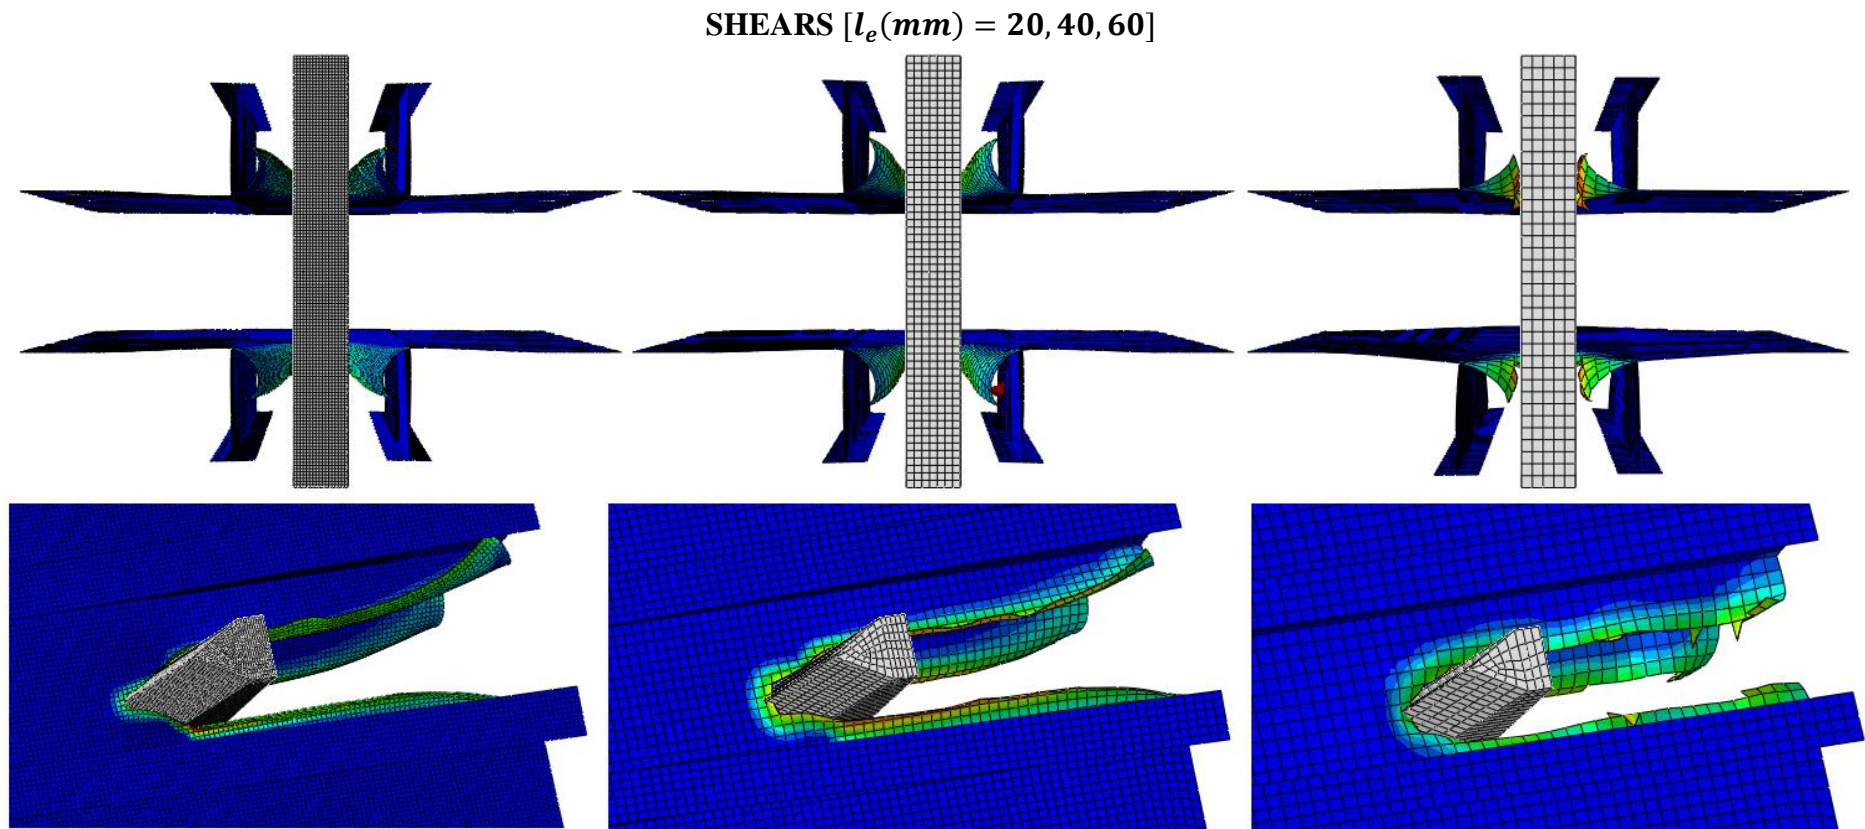 SHEARS [l_e(mm) = 20, 40, 60]